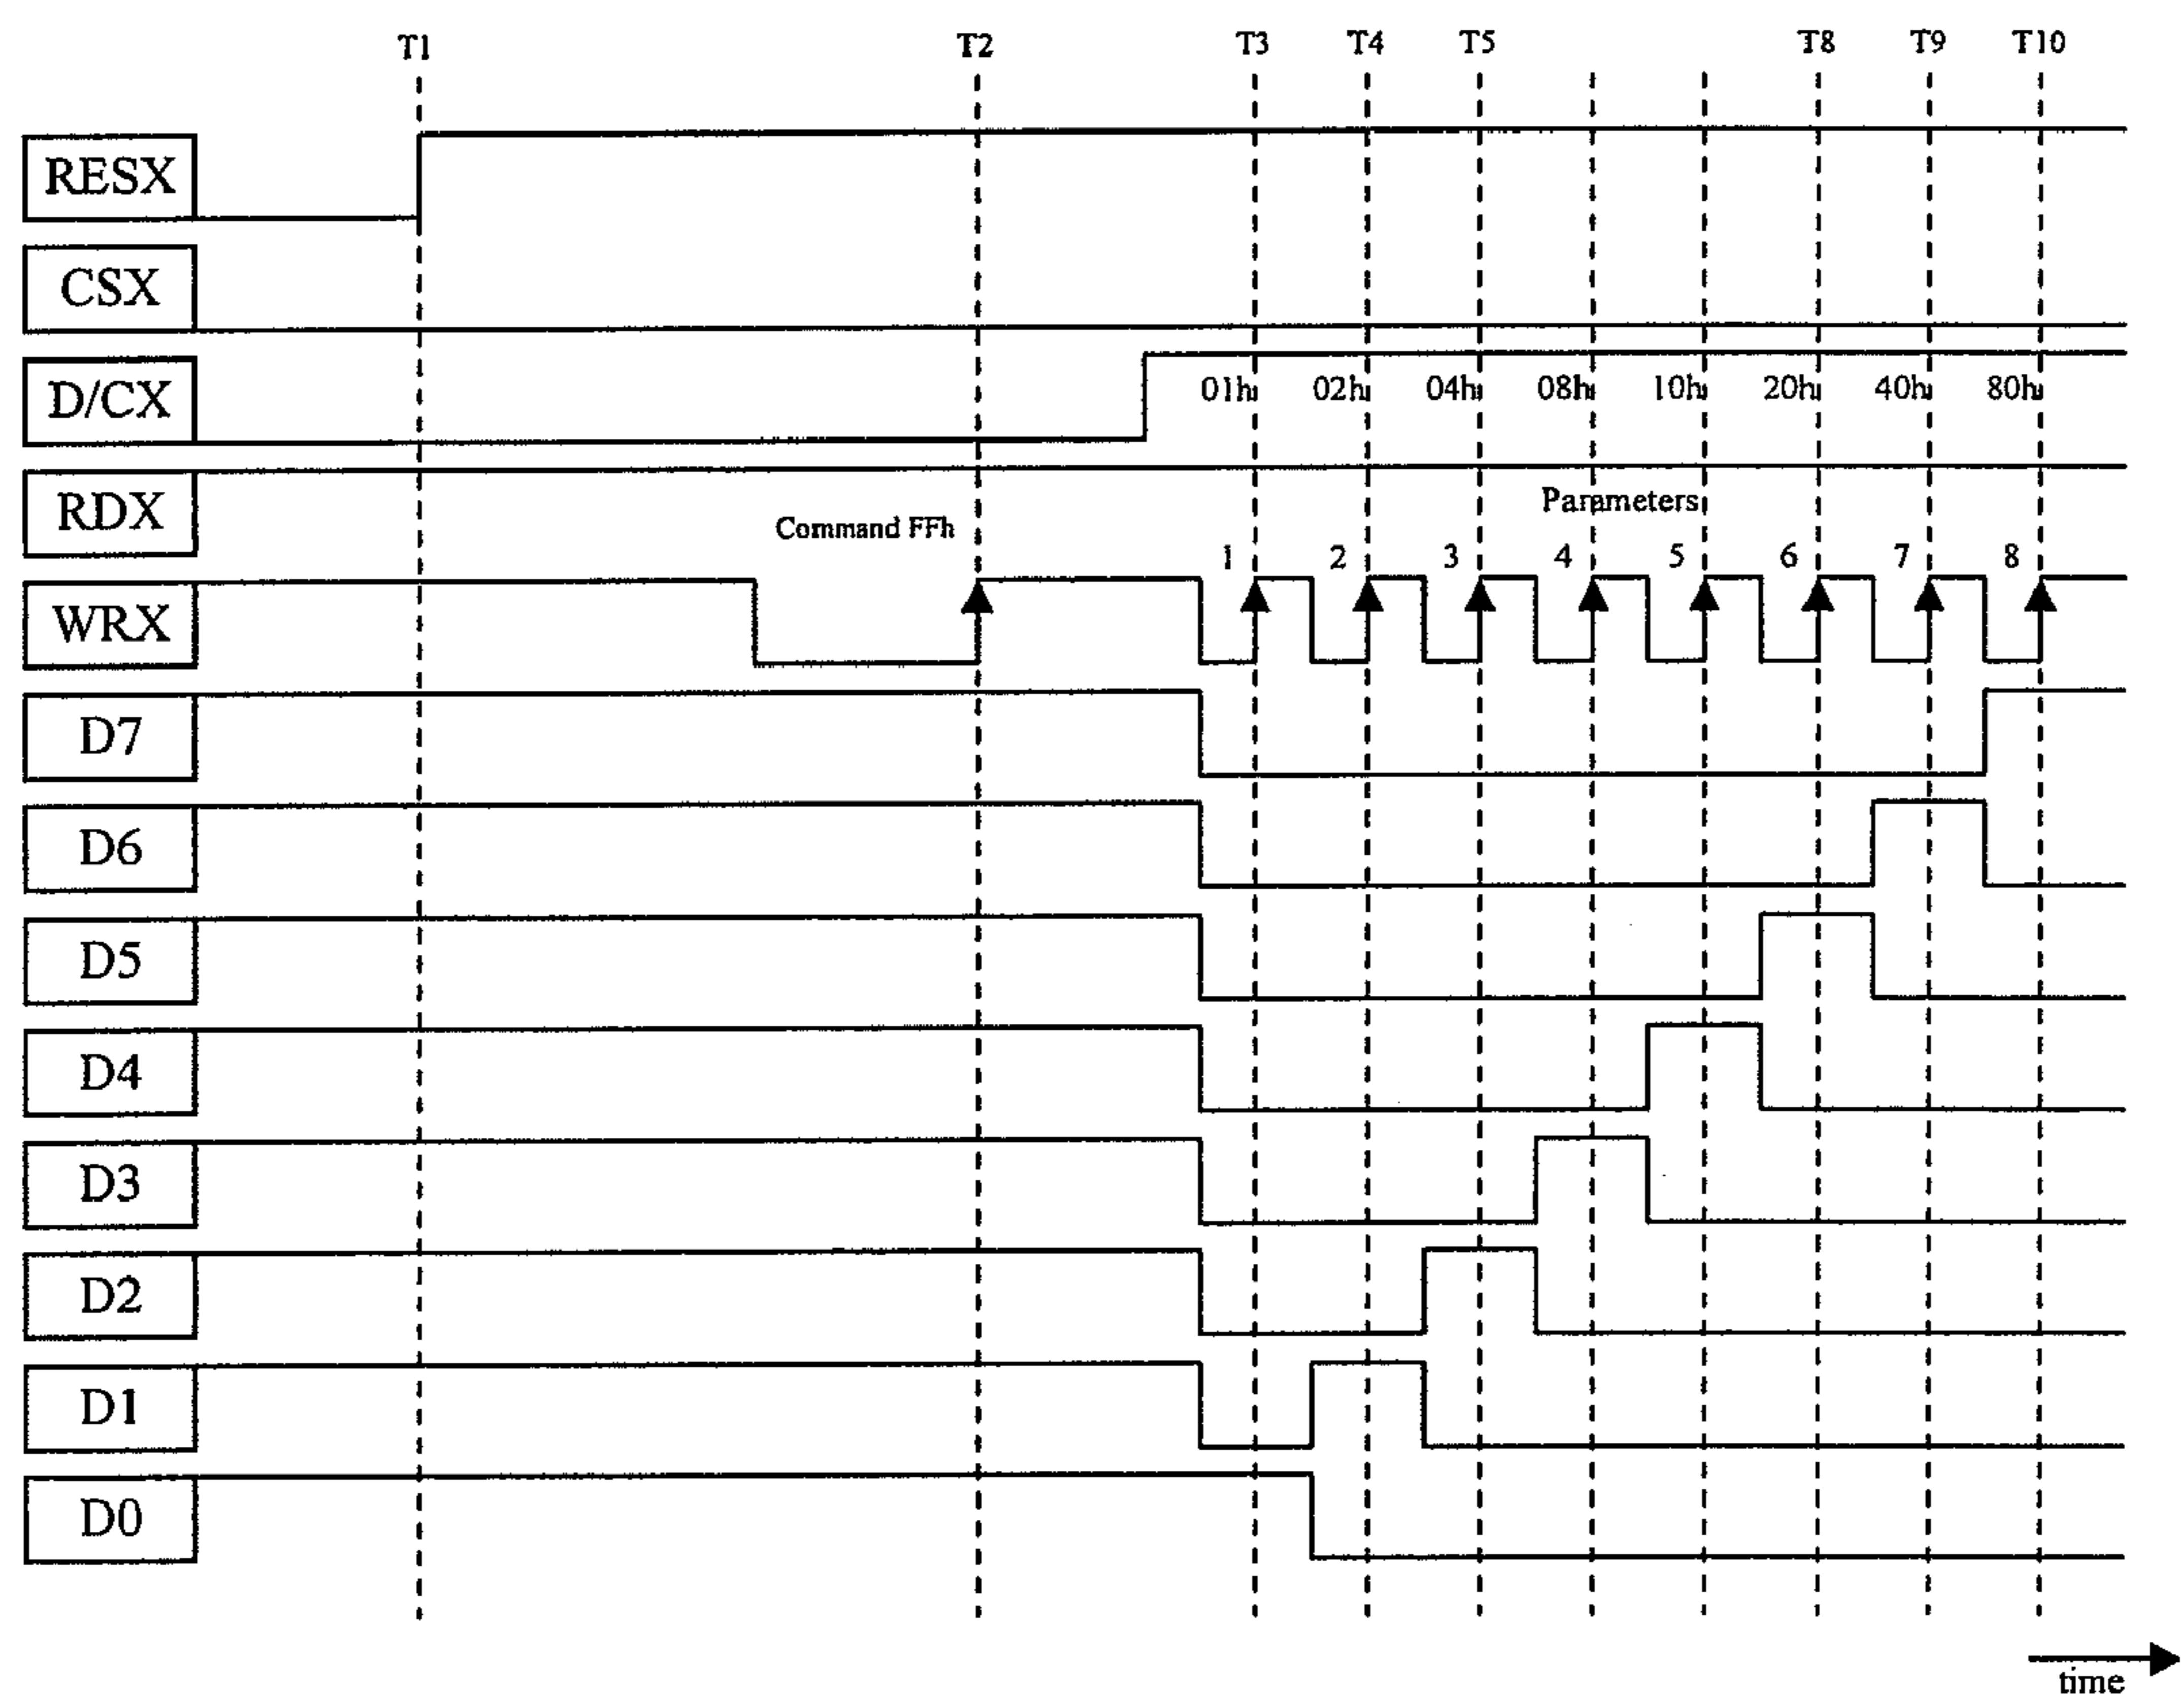 T1 T2 T3 T4 T5 T8 T9 T10
RESX
CSX
D/CX
01h 02h 04h 08h 10h 20h 40h 80h
RDX
Parameters
Command FFh
1 2 3 4 5 6 7 8
WRX
D7
D6
D5
D4
D3
D2
D1
D0
time